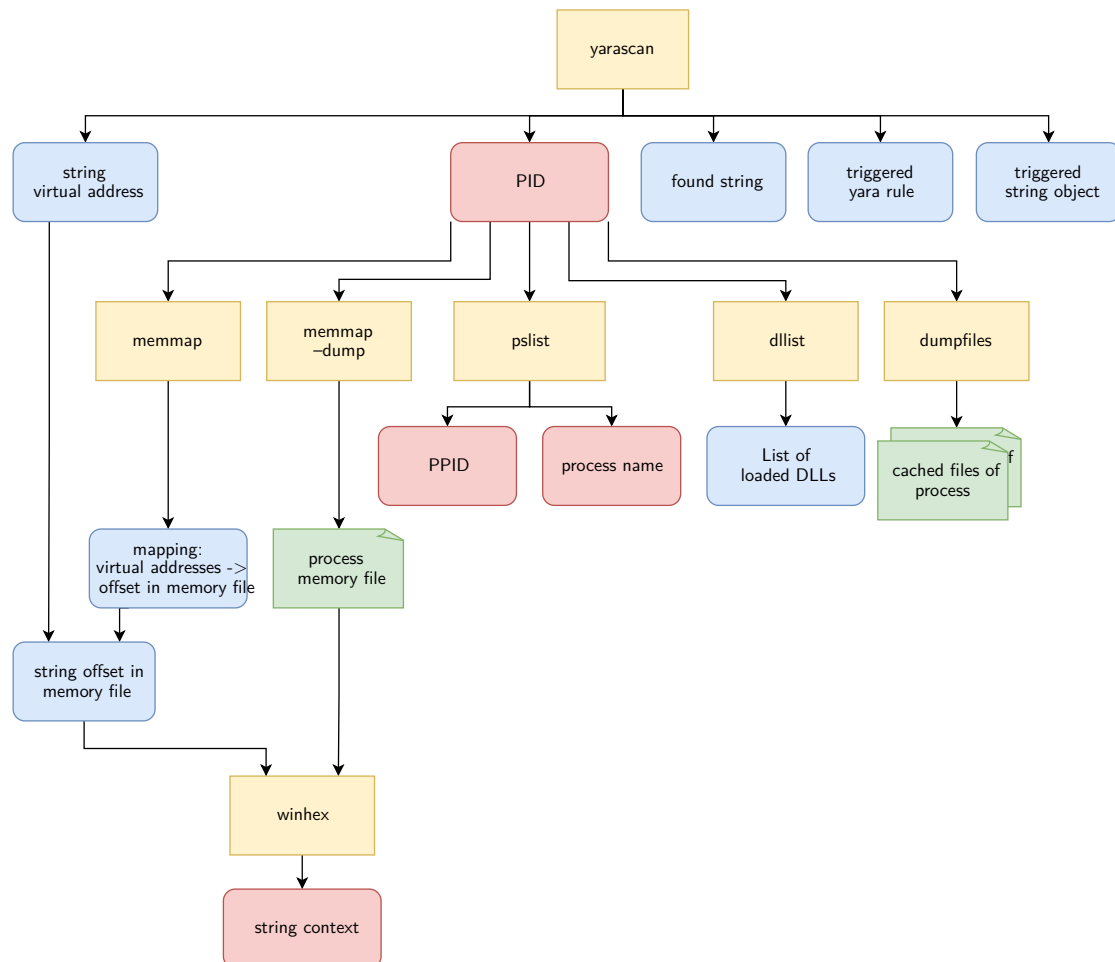 yarascan
string
virtual address
PID
found string
triggered
yara rule
triggered
string object
memmap
memmap
–dump
pslist
dllist
dumpfiles
PPID
process name
List of
loaded DLLs
f
cached files of
process
mapping:
virtual addresses ->
offset in memory file
process
memory file
string offset in
memory file
winhex
string context